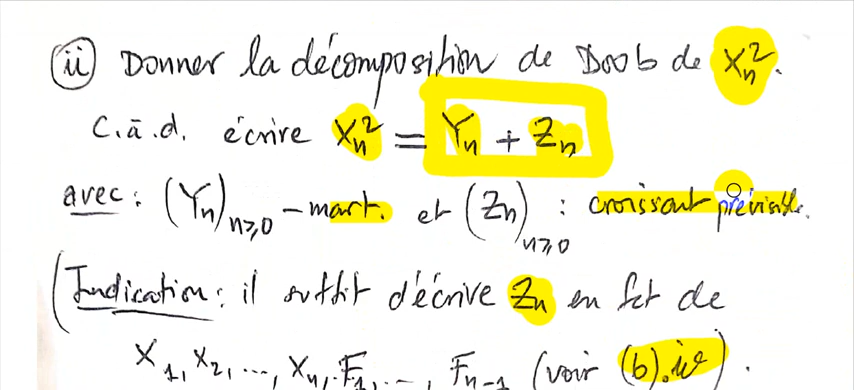 (ii) Donner la décomposition de Doob de Xₙ².
C.à.d. écrire Xₙ² = Yₙ + Zₙ
avec : (Yₙ)ₙ≥₀ - mart. et (Zₙ)ₙ≥₀ : croissant prévisible.
(Indication : il suffit d'écrire Zₙ en fct de
X₁, X₂, ..., Xₙ, F₁, ..., Fₙ₋₁ (voir (b).